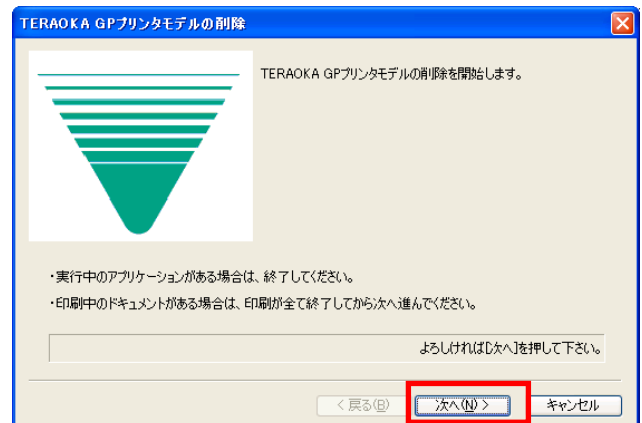 TERAOKA GPプリンタモデルの削除
TERAOKA GPプリンタモデルの削除を開始します。
・実行中のアプリケーションがある場合は、終了してください。
・印刷中のドキュメントがある場合は、印刷が全て終了してから次へ進んでください。
よろしければ[次へ]を押して下さい。
< 戻る(B)
次へ(N) >
キャンセル